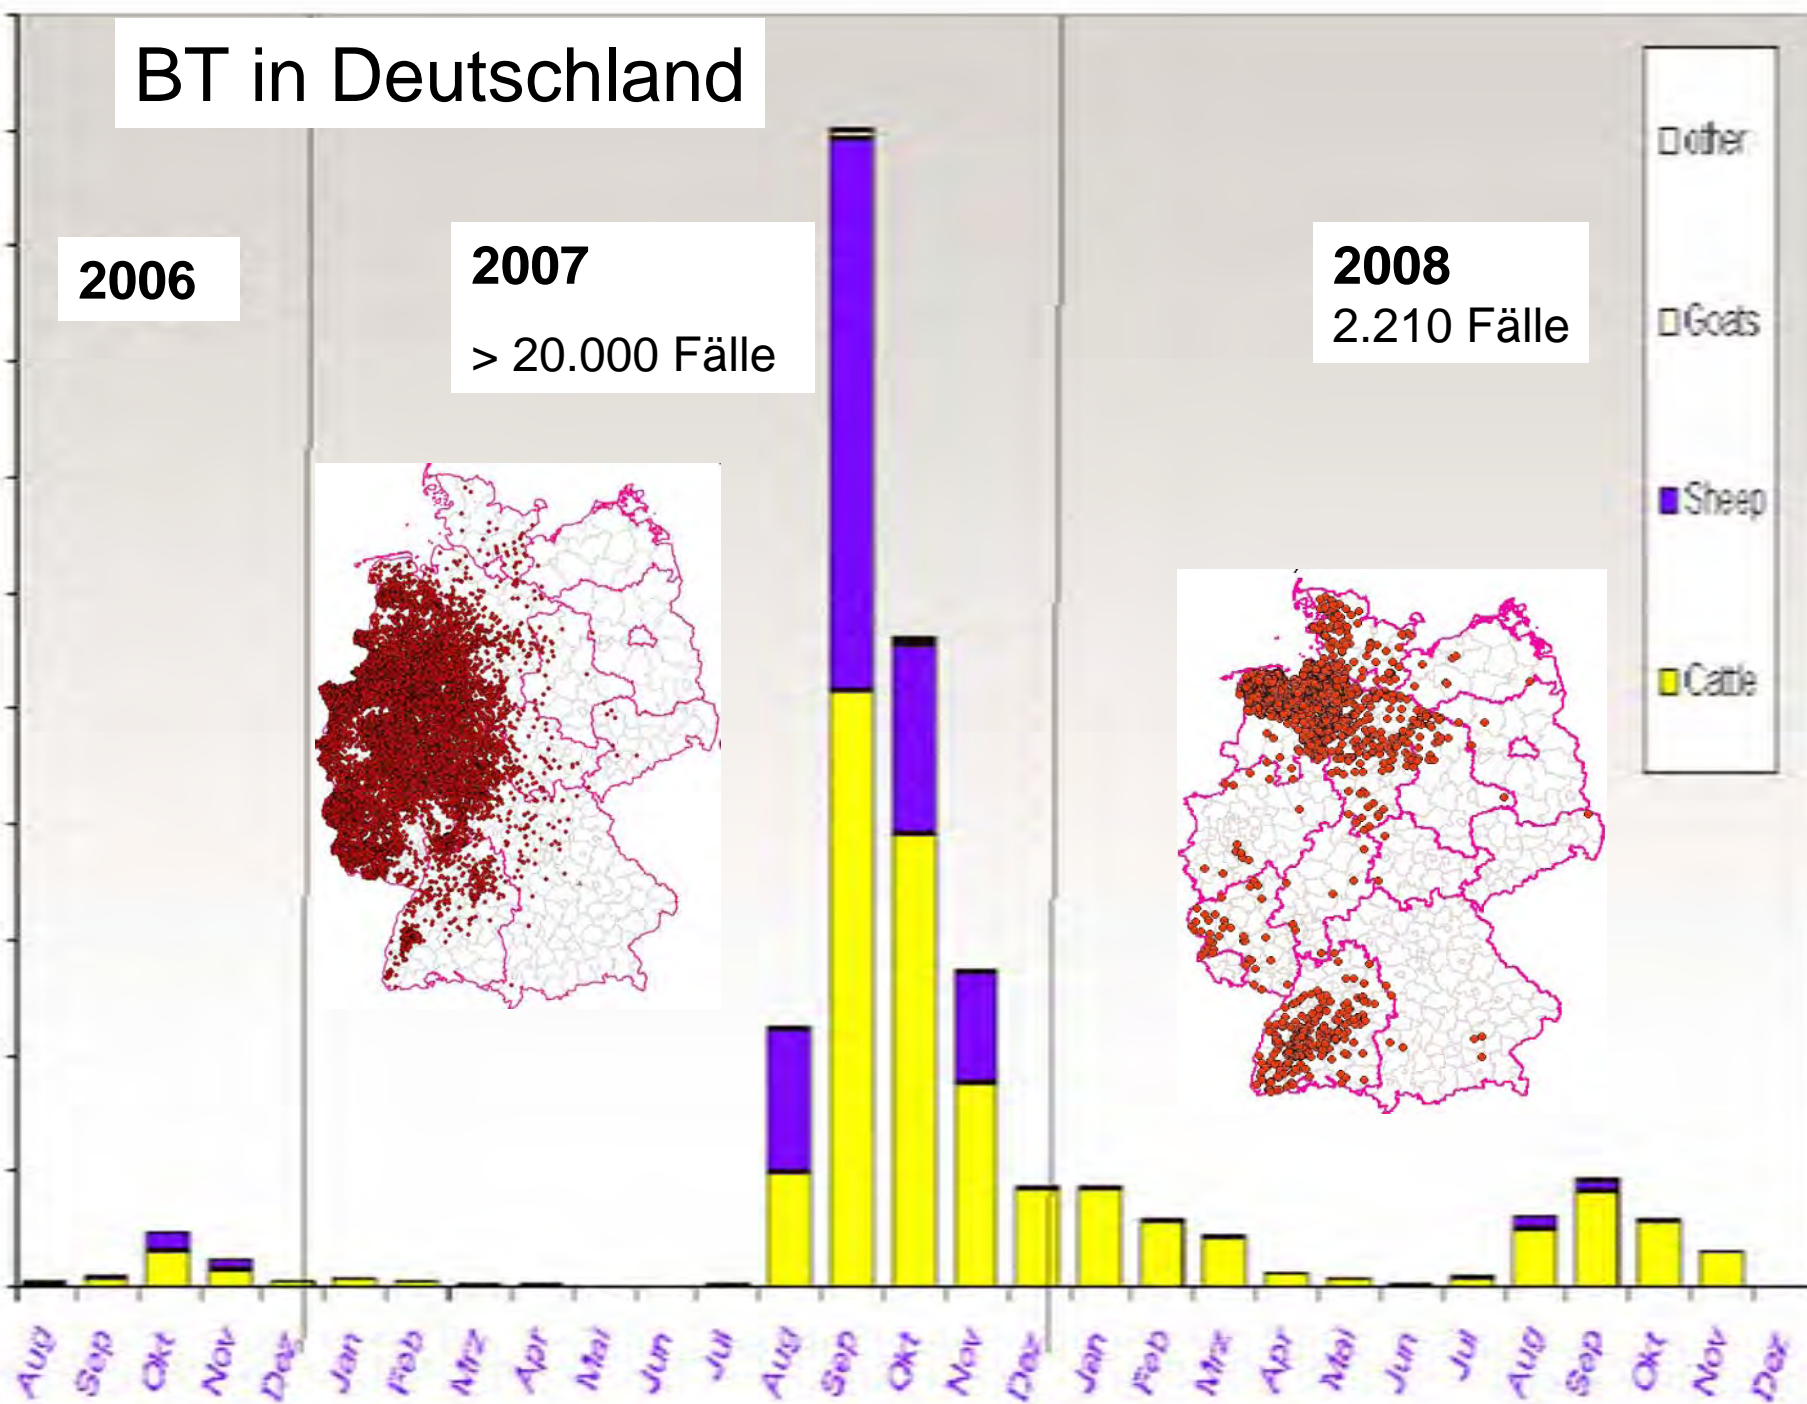 BT in Deutschland
2006
2007
> 20.000 Fälle
2008
2.210 Fälle
other
Goats
Sheep
Cattle
Aug Sep Okt Nov Dez Jan Feb Mrz Apr Mai Jun Jul Aug Sep Okt Nov Dez Jan Feb Mrz Apr Mai Jun Jul Aug Sep Okt Nov Dez